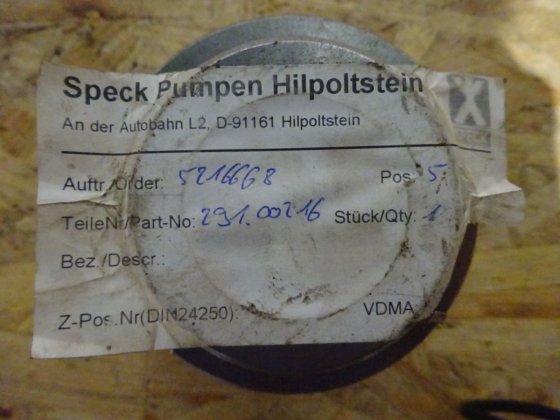 Speck Pumpen Hilpoltstein
An der Autobahn L2, D-91161 Hilpoltstein
Auftr./Order: 5216668 Pos. 5
TeileNr/Part-No: 291.00216 Stück/Qty: 1
Bez./Descr.:
Z-Pos.Nr(DIN24250): VDMA